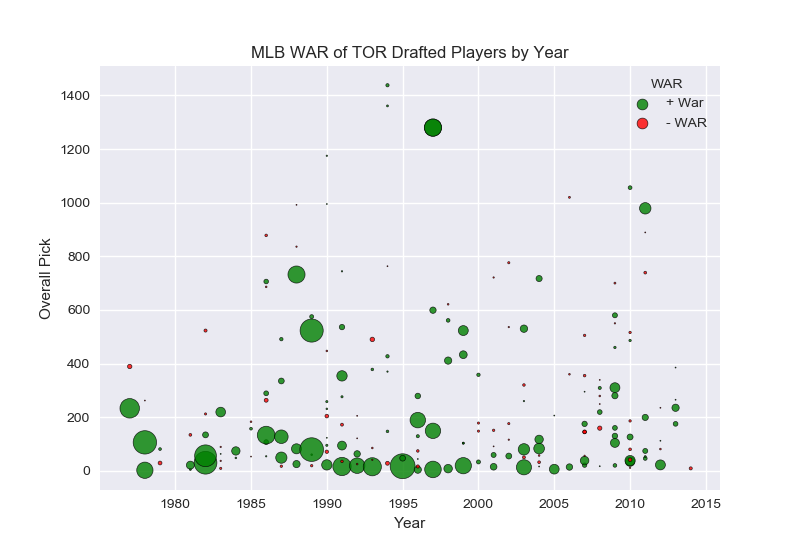 MLB WAR of TOR Drafted Players by Year
WAR
+ War
- WAR
1400
1200
1000
800
600
400
200
0
Overall Pick
1980
1985
1990
1995
2000
2005
2010
2015
Year